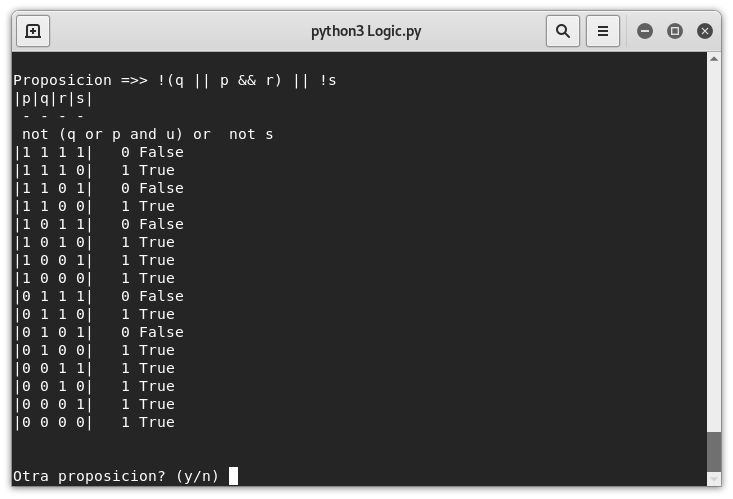 python3 Logic.py
Proposicion =>> !(q || p && r) || !s
|p|q|r|s|
- - - -
not (q or p and u) or  not s
|1 1 1 1|   0 False
|1 1 1 0|   1 True
|1 1 0 1|   0 False
|1 1 0 0|   1 True
|1 0 1 1|   0 False
|1 0 1 0|   1 True
|1 0 0 1|   1 True
|1 0 0 0|   1 True
|0 1 1 1|   0 False
|0 1 1 0|   1 True
|0 1 0 1|   0 False
|0 1 0 0|   1 True
|0 0 1 1|   1 True
|0 0 1 0|   1 True
|0 0 0 1|   1 True
|0 0 0 0|   1 True
Otra proposicion? (y/n)